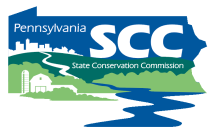 Pennsylvania
SCC
State Conservation Commission